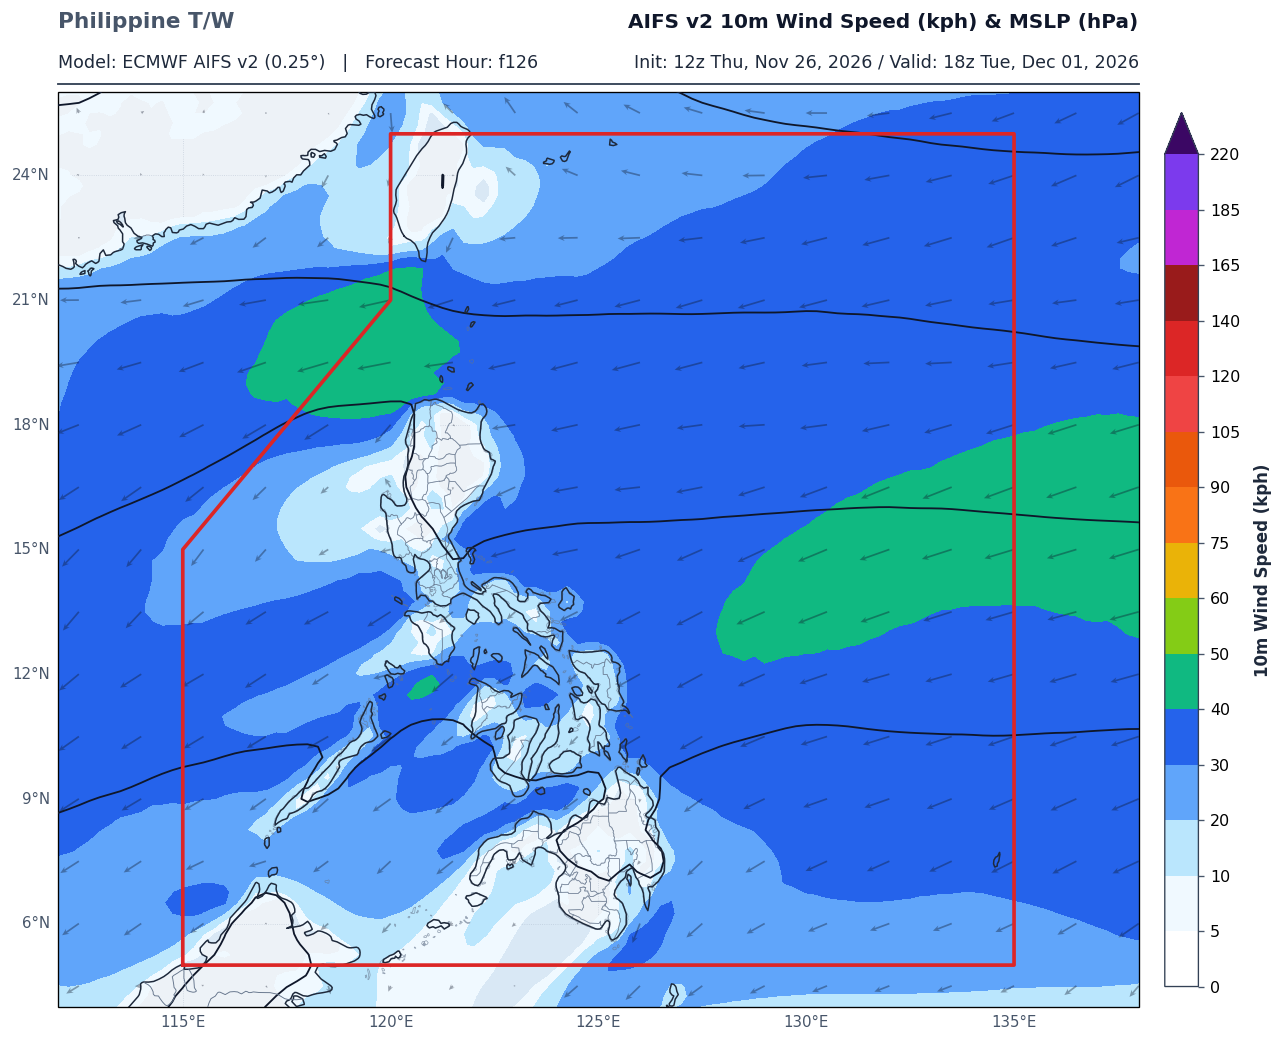 Philippine T/W
AIFS v2 10m Wind Speed (kph) & MSLP (hPa)
Model: ECMWF AIFS v2 (0.25°) | Forecast Hour: f126
Init: 12z Thu, Nov 26, 2026 / Valid: 18z Tue, Dec 01, 2026
24°N
21°N
18°N
15°N
12°N
9°N
6°N
115°E
120°E
125°E
130°E
135°E
220
185
165
140
120
105
90
75
60
50
40
30
20
10
5
0
10m Wind Speed (kph)